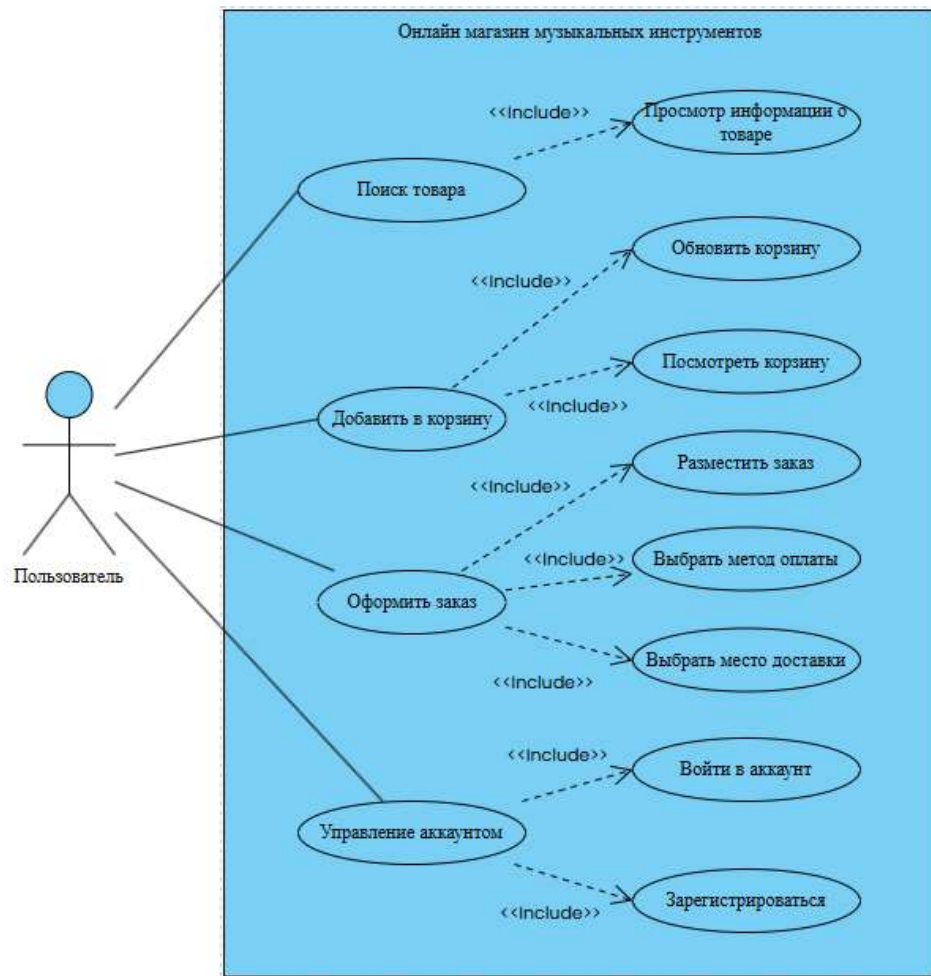 Онлайн магазин музыкальных инструментов
<<Include>>
Просмотр информации о
товаре
Поиск товара
Обновить корзину
<<Include>>
Посмотреть корзину
<<Include>>
Добавить в корзину
Разместить заказ
<<Include>>
Выбрать метод оплаты
<<Include>>
Пользователь
Оформить заказ
Выбрать место доставки
<<Include>>
<<Include>>
Войти в аккаунт
Управление аккаунтом
Зарегистрироваться
<<Include>>